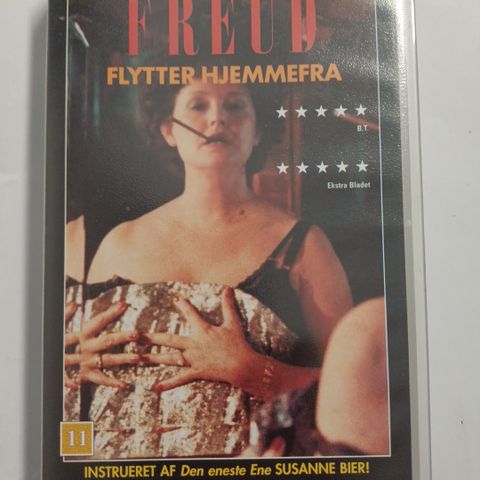 FREUD
FLYTTER HJEMMEFRA
★★★★★
B.T.
★★★★★
Ekstra Bladet
11
INSTRUERET AF Den eneste Ene SUSANNE BIER!